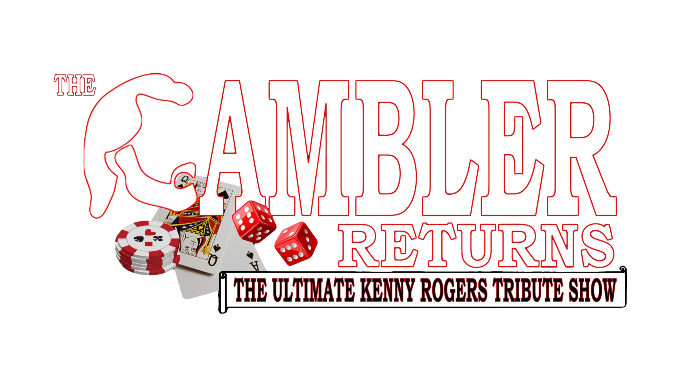 THE GAMBLER
RETURNS
THE ULTIMATE KENNY ROGERS TRIBUTE SHOW
Q
A